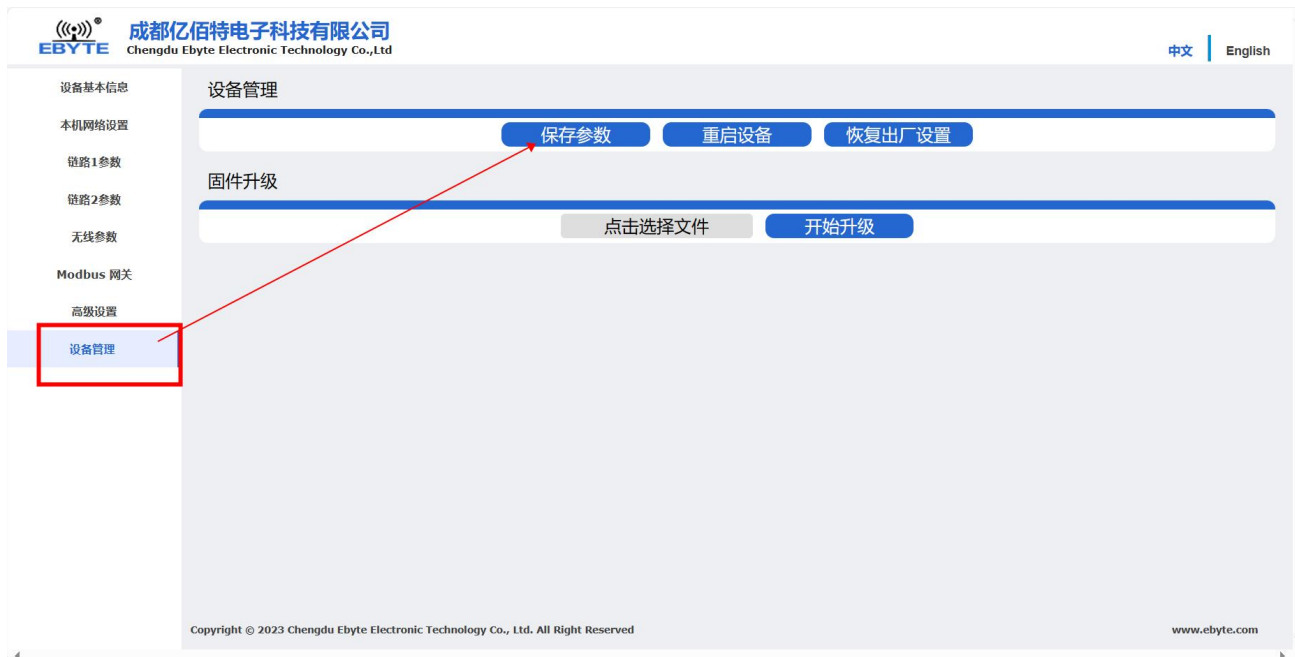 ((( ))) ®
EBYTE
成都亿佰特电子科技有限公司
Chengdu Ebyte Electronic Technology Co.,Ltd
中文 English
设备基本信息
本机网络设置
链路1参数
链路2参数
无线参数
Modbus 网关
高级设置
设备管理
设备管理
保存参数 重启设备 恢复出厂设置
固件升级
点击选择文件 开始升级
Copyright © 2023 Chengdu Ebyte Electronic Technology Co., Ltd. All Right Reserved
www.ebyte.com